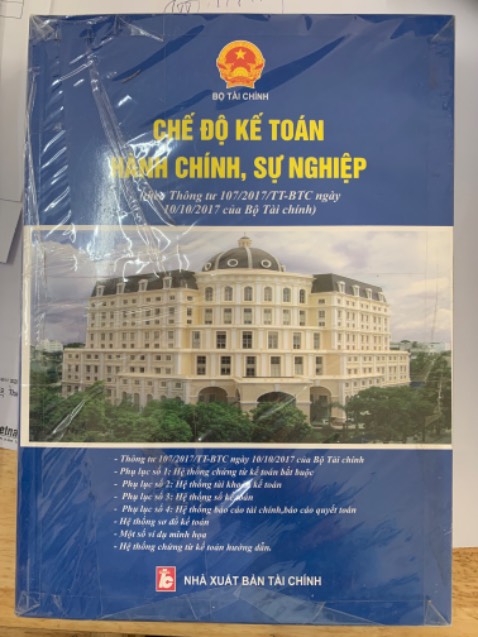 BỘ TÀI CHÍNH
CHẾ ĐỘ KẾ TOÁN
HÀNH CHÍNH, SỰ NGHIỆP
Thông tư 107/2017/TT-BTC ngày
10/10/2017 của Bộ Tài chính)
- Thông tư 107/2017/TT-BTC ngày 10/10/2017 của Bộ Tài chính
- Phụ lục số 1: Hệ thống chứng từ kế toán bắt buộc
- Phụ lục số 2: Hệ thống tài khoản kế toán
- Phụ lục số 3: Hệ thống sổ kế toán
- Phụ lục số 4: Hệ thống báo cáo tài chính,báo cáo quyết toán
- Hệ thống sơ đồ kế toán
- Một số ví dụ minh họa
- Hệ thống chứng từ kế toán hướng dẫn.
NHÀ XUẤT BẢN TÀI CHÍNH